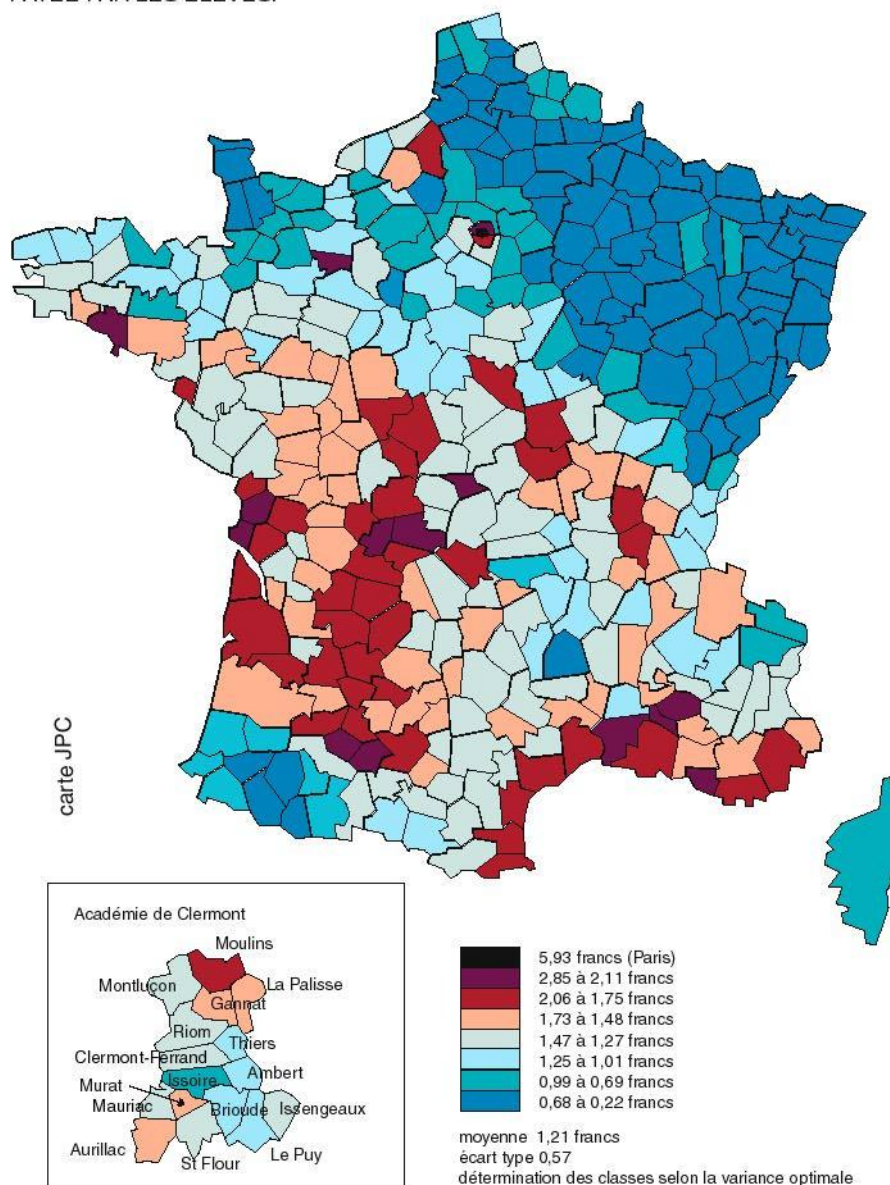 carte JPC
Académie de Clermont
Moulins
Montluçon
La Palisse
Gannat
Riom
Thiers
Clermont-Ferrand
Ambert
Issoire
Murat
Mauriac
Brioude
Issengeaux
Aurillac
St Flour
Le Puy
5,93 francs (Paris)
2,85 à 2,11 francs
2,06 à 1,75 francs
1,73 à 1,48 francs
1,47 à 1,27 francs
1,25 à 1,01 francs
0,99 à 0,69 francs
0,68 à 0,22 francs
moyenne 1,21 francs
écart type 0,57
détermination des classes selon la variance optimale